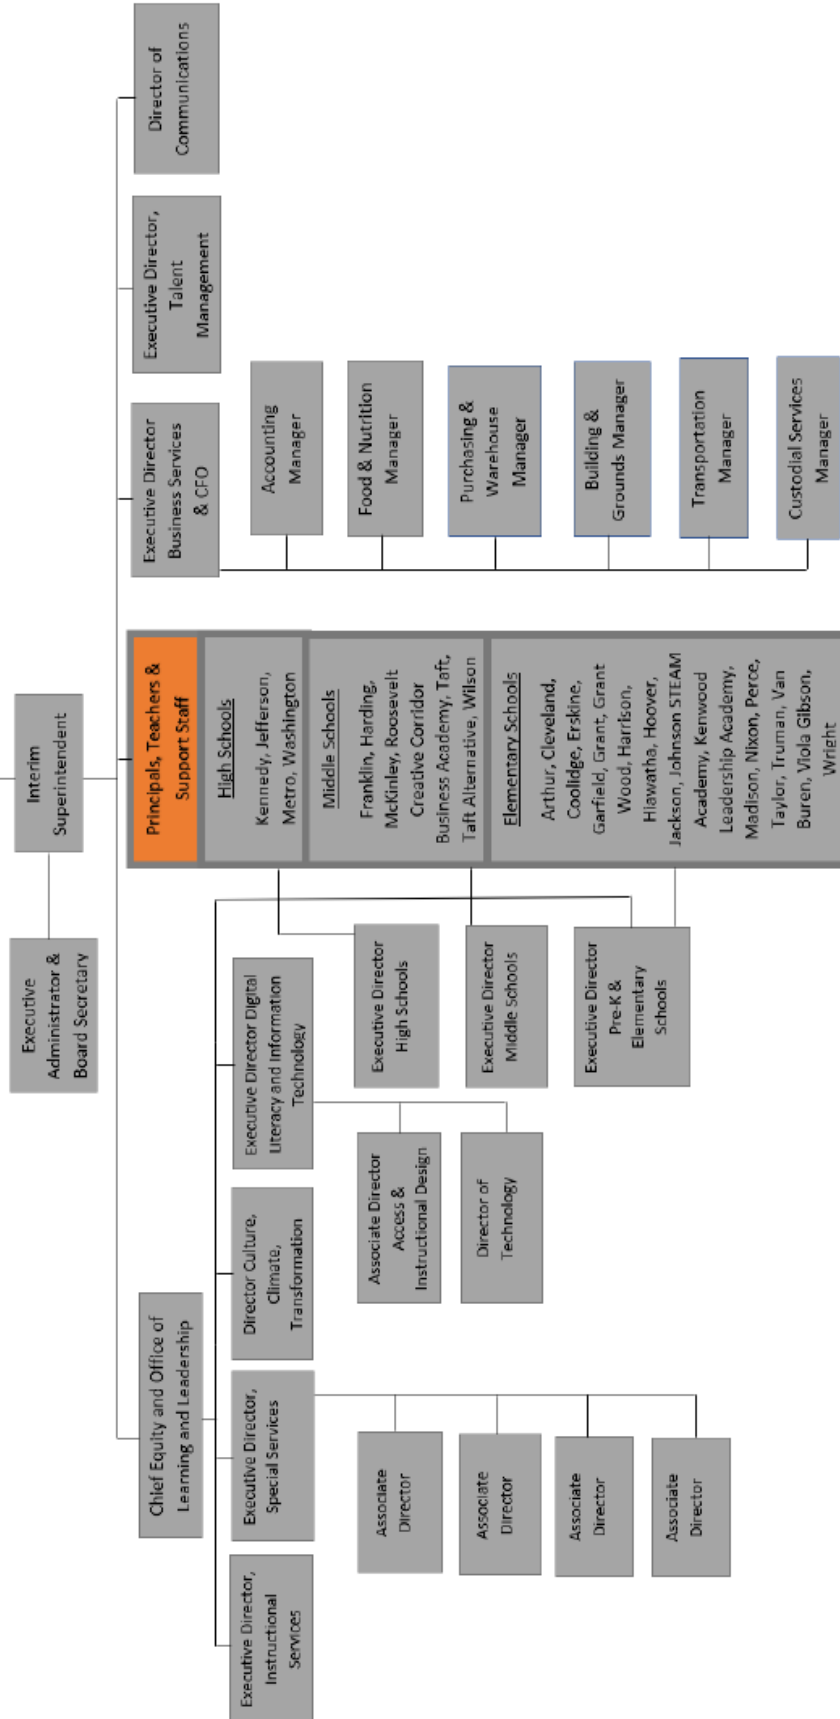 Interim
Superintendent
Executive
Administrator &
Board Secretary
Chief Equity and Office of
Learning and Leadership
Principals, Teachers &
Support Staff
Executive Director
Business Services
& CFO
Executive Director,
Talent
Management
Director of
Communications
Executive Director,
Instructional
Services
Executive Director,
Special Services
Director Culture,
Climate,
Transformation
Executive Director Digital
Literacy and Information
Technology
Associate
Director
Associate
Director
Associate
Director
Associate
Director
Associate Director
Access &
Instructional Design
Director of
Technology
Executive Director
High Schools
Executive Director
Middle Schools
Executive Director
Pre-K &
Elementary
Schools
High Schools
Kennedy, Jefferson,
Metro, Washington
Middle Schools
Franklin, Harding,
McKinley, Roosevelt
Creative Corridor
Business Academy, Taft,
Taft Alternative, Wilson
Elementary Schools
Arthur, Cleveland,
Coolidge, Erskine,
Garfield, Grant, Grant
Wood, Harrison,
Hiawatha, Hoover,
Jackson, Johnson STEAM
Academy, Kenwood
Leadership Academy,
Madison, Nixon, Perce,
Taylor, Truman, Van
Buren, Viola Gibson,
Wright
Accounting
Manager
Food & Nutrition
Manager
Purchasing &
Warehouse
Manager
Building &
Grounds Manager
Transportation
Manager
Custodial Services
Manager